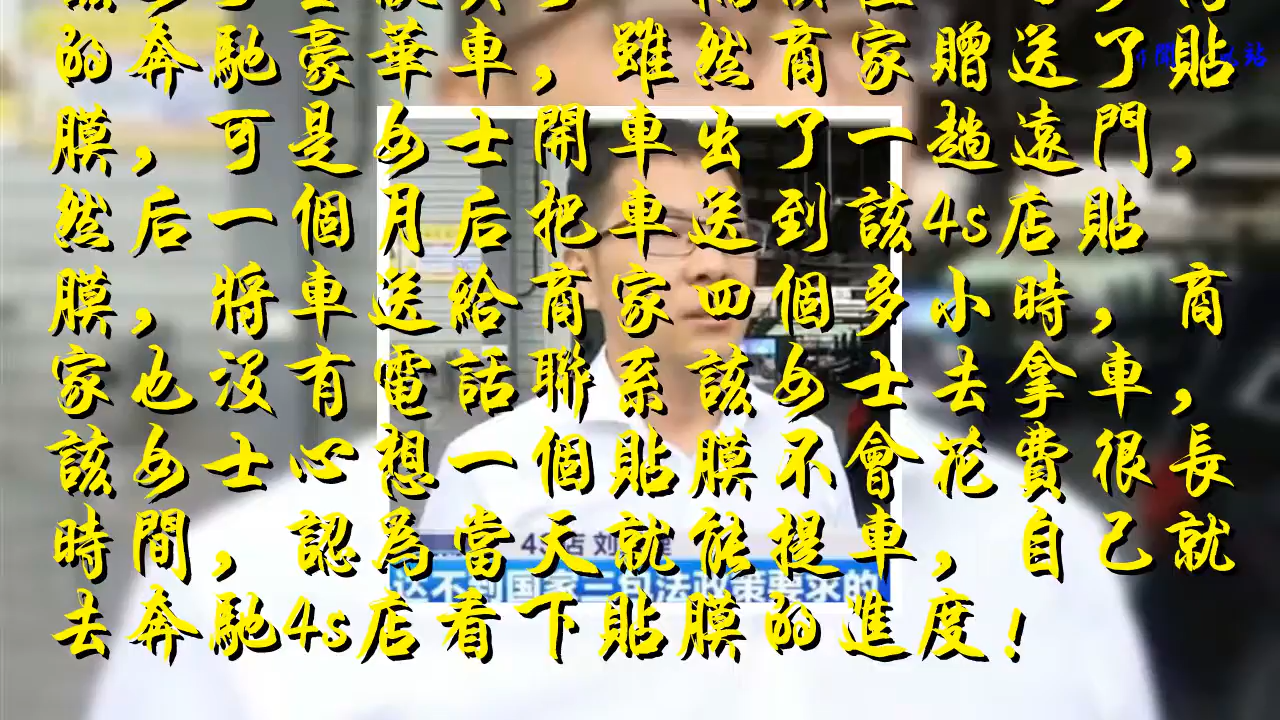 的奔馳豪華車，雖然商家贈送了貼
膜，可是女士開車出了一趟遠門，
然后一個月后把車送到該4s店貼
膜，將車送給商家四個多小時，商
家也沒有電話聯系該女士去拿車，
該女士心想一個貼膜不會花費很長
時間，認為當天就能提車，自己就
去奔馳4s店看下貼膜的進度！
4S店 刘
达不到国家三包法政策要求的